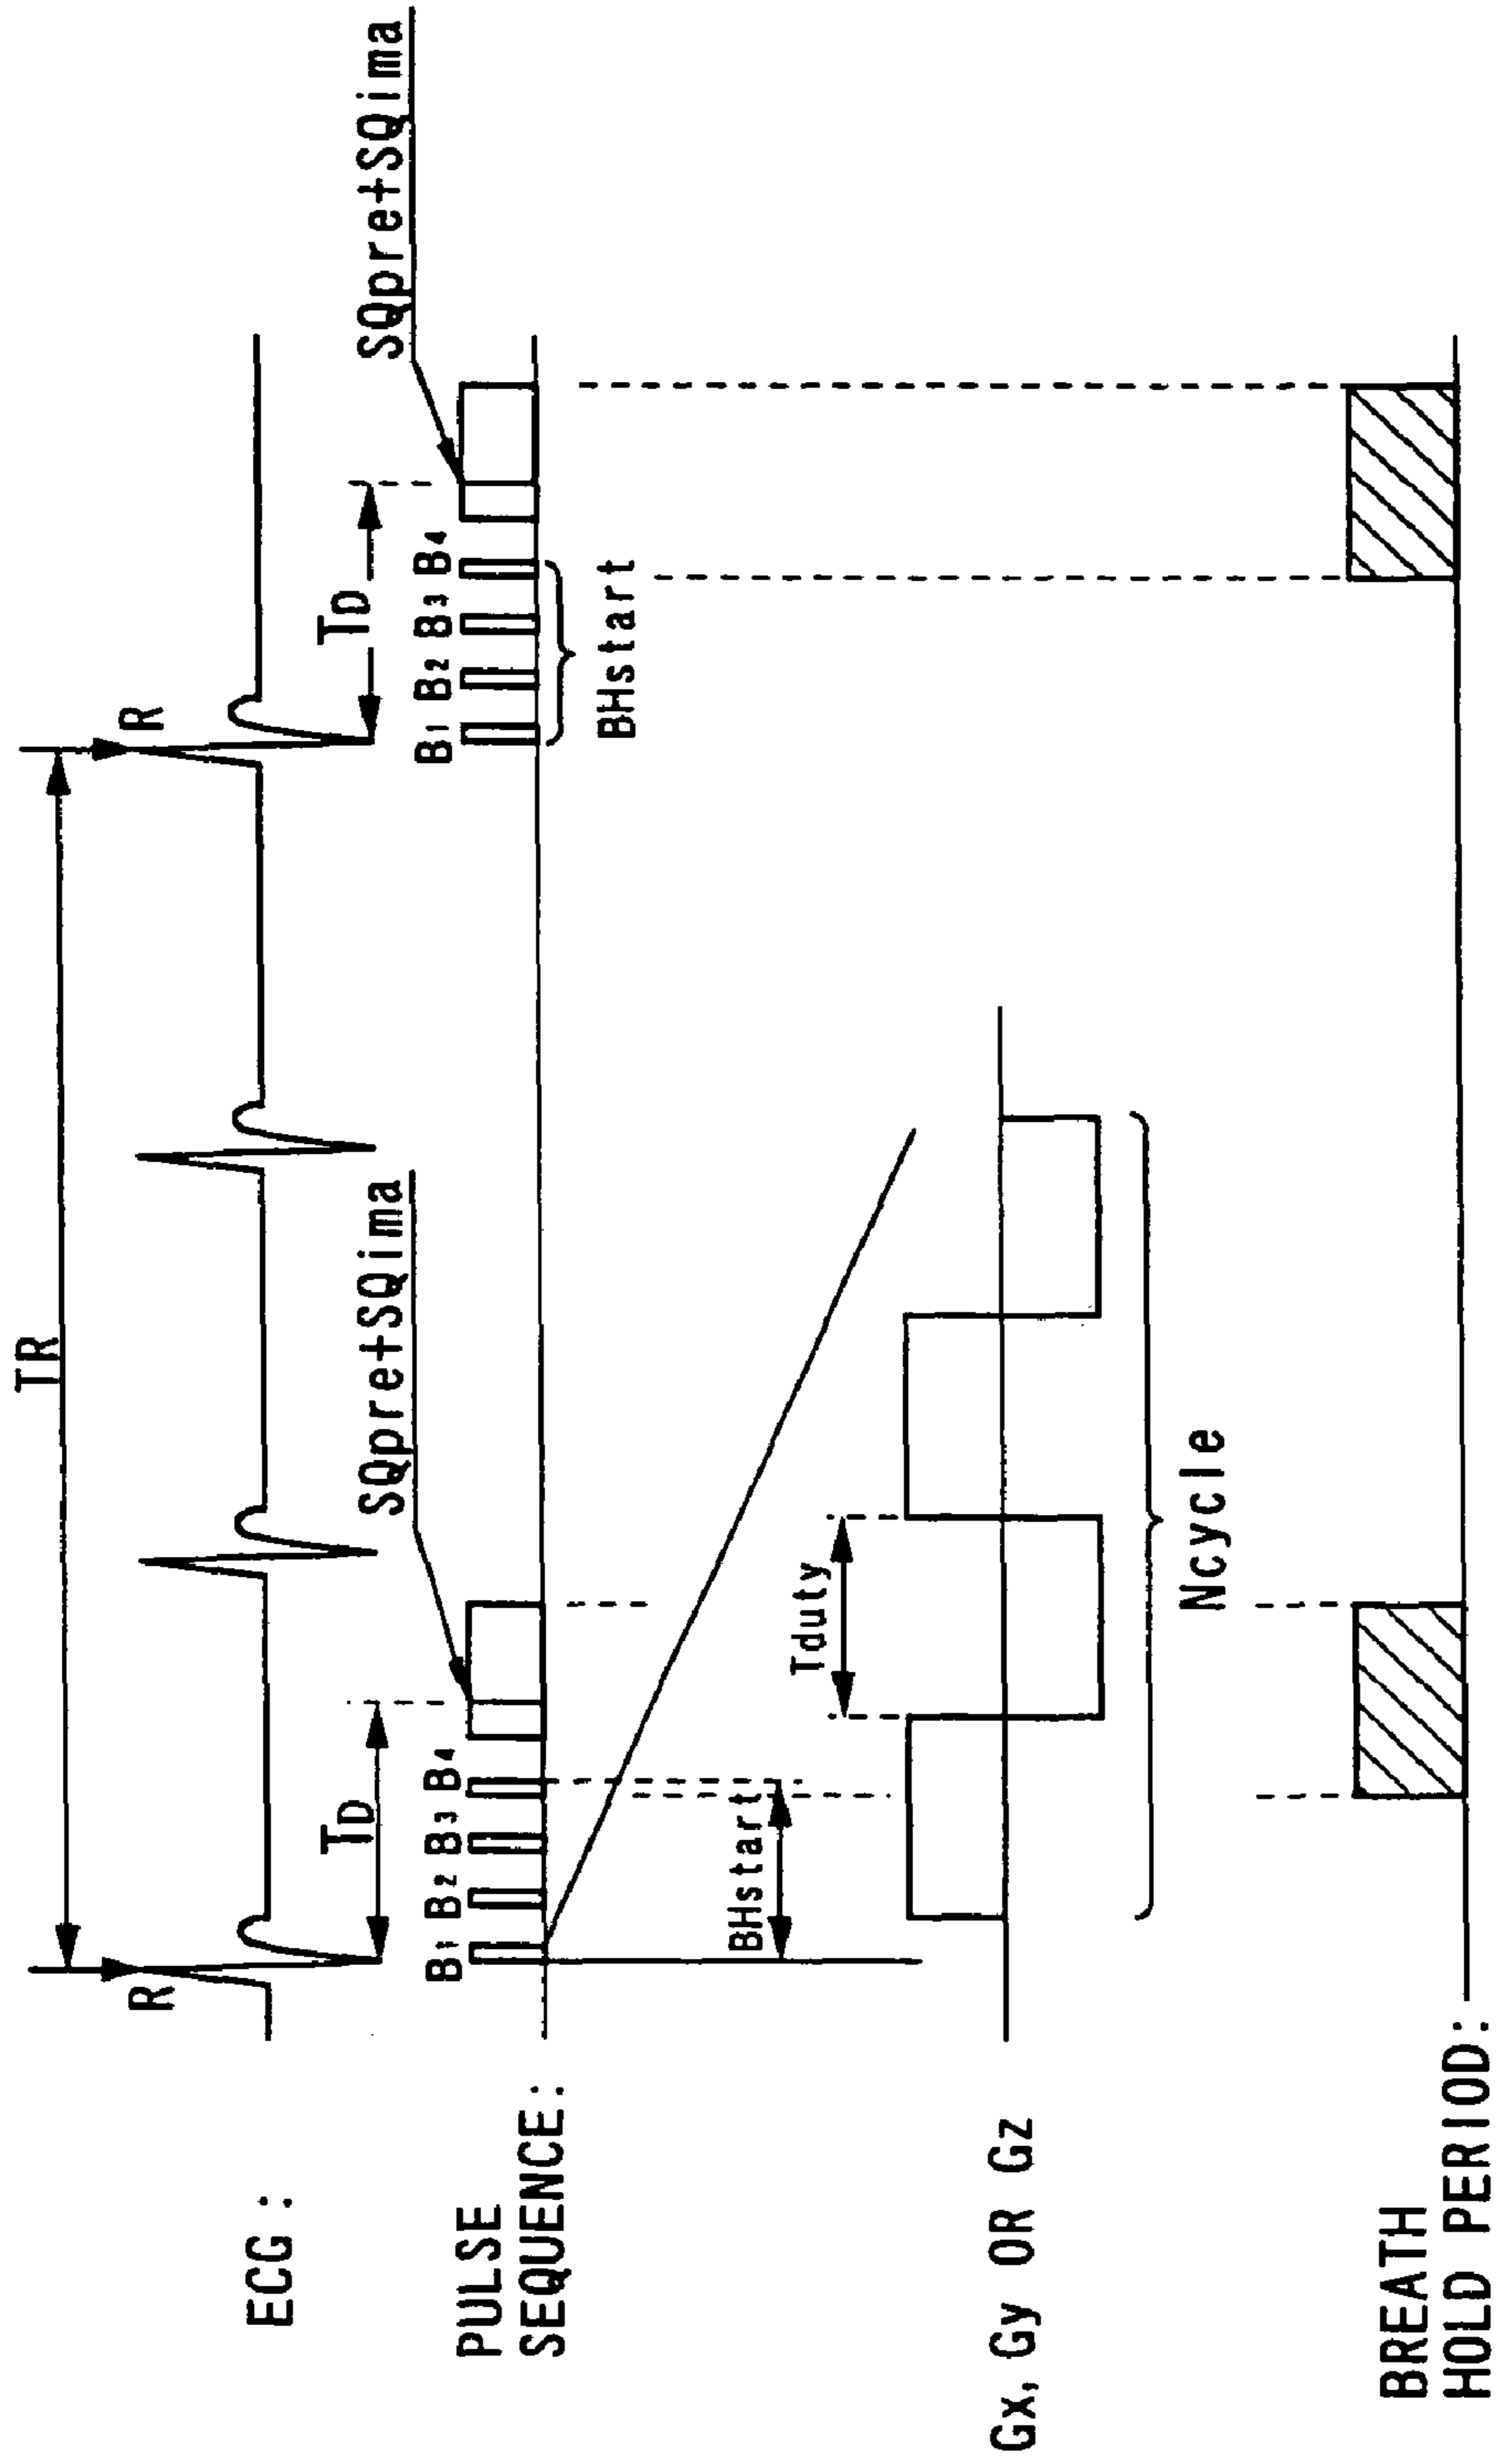 TR
R
R
ECG:
TD
TD
SQpre+SQima
SQpre+SQima
PULSE
SEQUENCE:
B1 B2 B3 B4
B1 B2 B3 B4
BHstart
BHstart
Tduty
Gx, Gy OR Gz
Ncycle
BREATH
HOLD PERIOD: